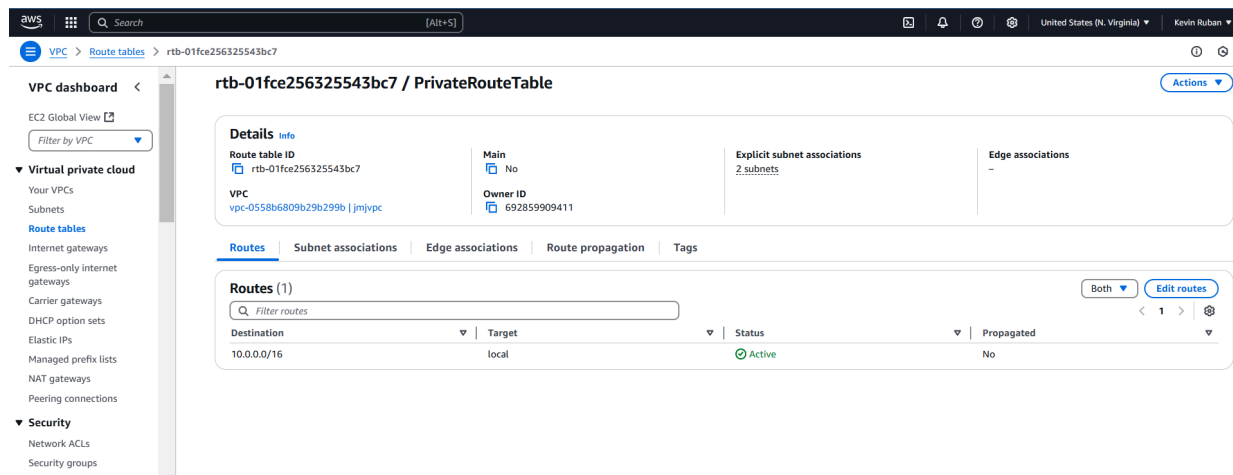 aws
Search [Alt+S]
United States (N. Virginia) Kevin Ruban
VPC > Route tables > rtb-01fce256325543bc7
VPC dashboard
EC2 Global View
Filter by VPC
Virtual private cloud
Your VPCs
Subnets
Route tables
Internet gateways
Egress-only internet
gateways
Carrier gateways
DHCP option sets
Elastic IPs
Managed prefix lists
NAT gateways
Peering connections
Security
Network ACLs
Security groups
rtb-01fce256325543bc7 / PrivateRouteTable
Actions
Details Info
Route table ID
rtb-01fce256325543bc7
Main
No
Explicit subnet associations
2 subnets
Edge associations
–
VPC
vpc-0558b6809b29b299b | jmjvpc
Owner ID
692859909411
Routes Subnet associations Edge associations Route propagation Tags
Routes (1)
Both Edit routes
Filter routes
< 1 >
Destination Target Status Propagated
10.0.0.0/16 local Active No